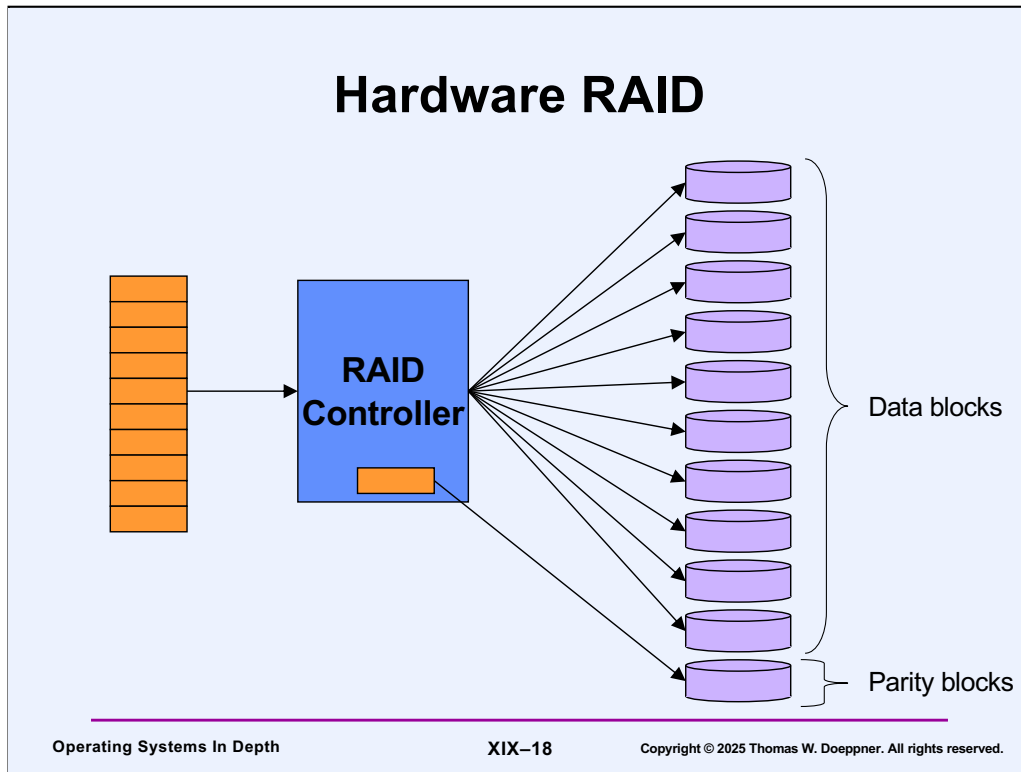 Hardware RAID
RAID
Controller
Data blocks
Parity blocks
Operating Systems In Depth
XIX–18
Copyright © 2025 Thomas W. Doeppner. All rights reserved.